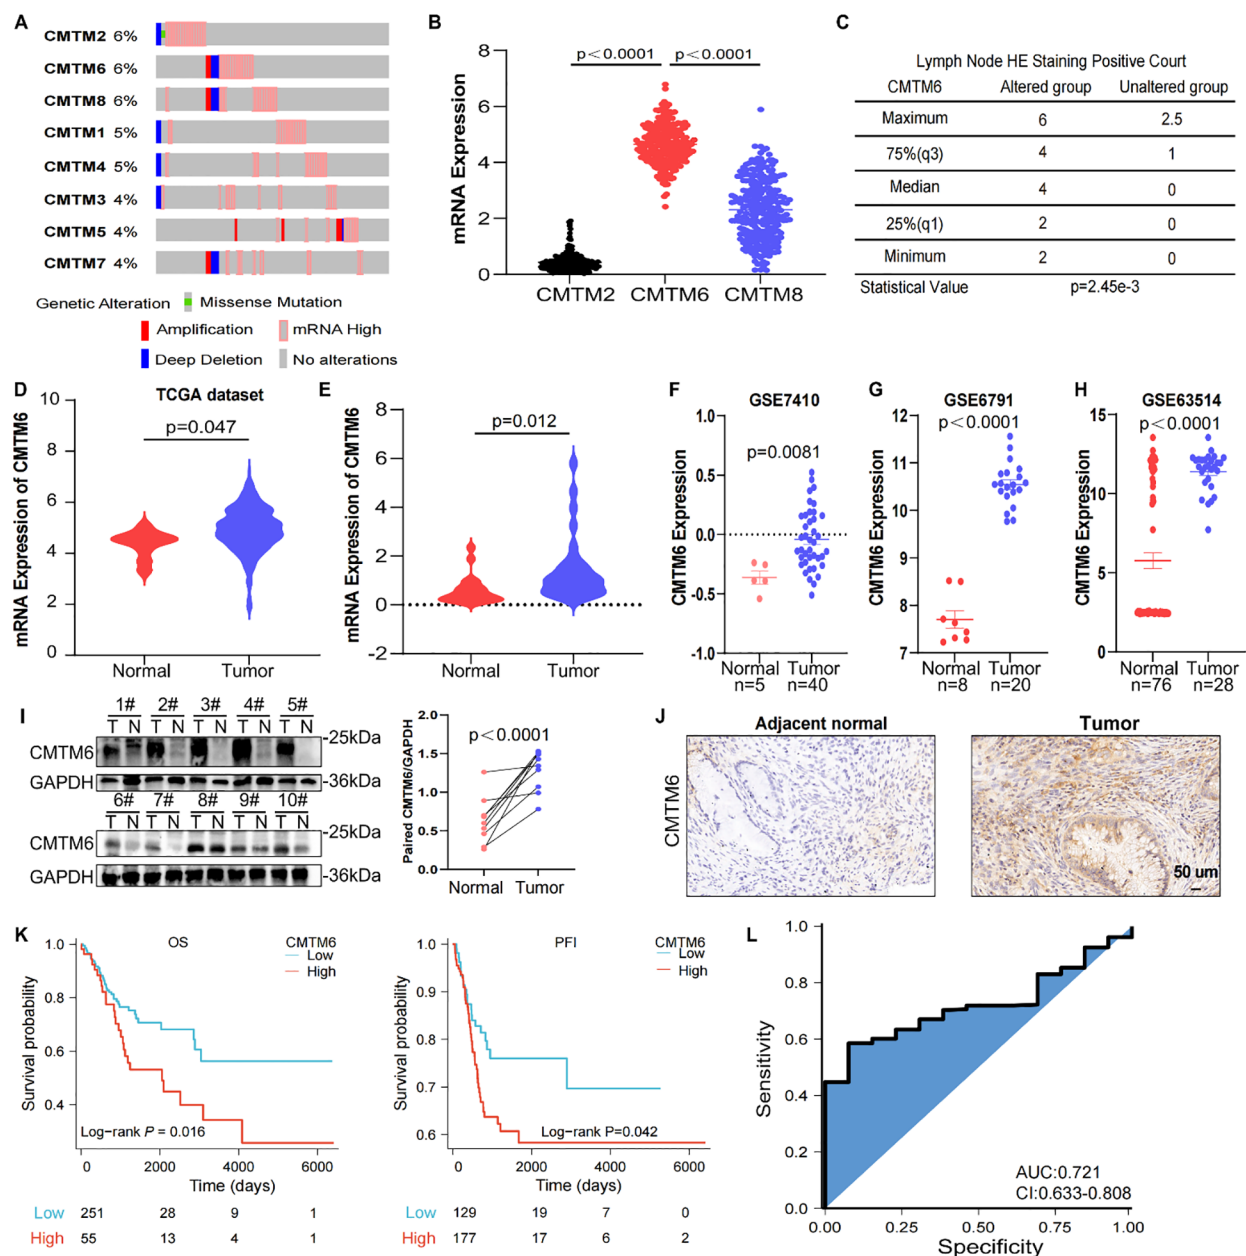 A
CMTM2 6%
CMTM6 6%
CMTM8 6%
CMTM1 5%
CMTM4 5%
CMTM3 4%
CMTM5 4%
CMTM7 4%
Genetic Alteration Missense Mutation
Amplification mRNA High
Deep Deletion No alterations
B
p<0.0001 p<0.0001
mRNA Expression
8
6
4
2
0
CMTM2 CMTM6 CMTM8
C
Lymph Node HE Staining Positive Court
CMTM6 Altered group Unaltered group
Maximum 6 2.5
75%(q3) 4 1
Median 4 0
25%(q1) 2 0
Minimum 2 0
Statistical Value p=2.45e-3
D
TCGA dataset
p=0.047
mRNA Expression of CMTM6
10
8
6
4
2
0
Normal Tumor
E
p=0.012
mRNA Expression of CMTM6
8
6
4
2
0
-2
Normal Tumor
F
GSE7410
p=0.0081
CMTM6 Expression
1.0
0.5
0.0
-0.5
-1.0
Normal Tumor
n=5 n=40
G
GSE6791
p<0.0001
CMTM6 Expression
12
11
10
9
8
7
Normal Tumor
n=8 n=20
H
GSE63514
p<0.0001
CMTM6 Expression
15
10
5
0
Normal Tumor
n=76 n=28
I
1# 2# 3# 4# 5#
T N T N T N T N T N
CMTM6 -25kDa
GAPDH -36kDa
6# 7# 8# 9# 10#
T N T N T N T N T N
CMTM6 -25kDa
GAPDH -36kDa
p<0.0001
Paired CMTM6/GAPDH
2.0
1.5
1.0
0.5
0.0
Normal Tumor
J
Adjacent normal Tumor
CMTM6
50 um
K
OS CMTM6
Low
High
Survival probability
1.0
0.8
0.6
0.4
Log-rank P = 0.016
0 2000 4000 6000
Time (days)
Low 251 28 9 1
High 55 13 4 1
PFI CMTM6
Low
High
Survival probability
1.0
0.9
0.8
0.7
0.6
Log-rank P=0.042
0 2000 4000 6000
Time (days)
Low 129 19 7 0
High 177 17 6 2
L
Sensitivity
1.0
0.8
0.6
0.4
0.2
0.0
AUC:0.721
CI:0.633-0.808
0.00 0.25 0.50 0.75 1.00
Specificity